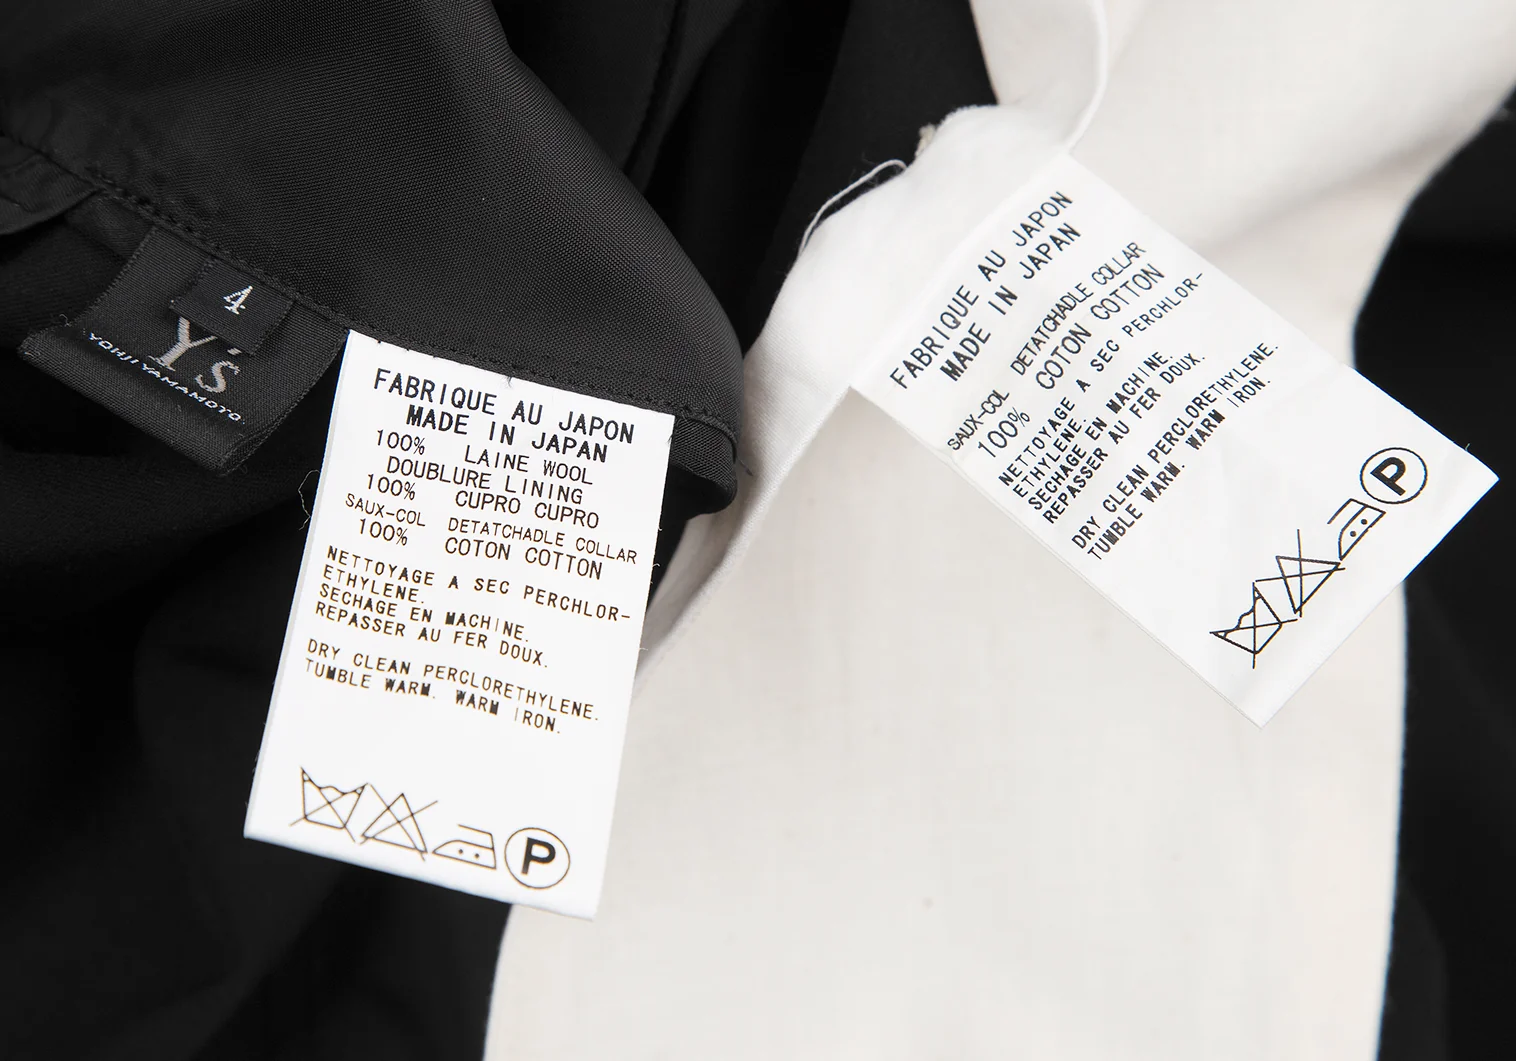 4
Y's
YOHJI YAMAMOTO.
FABRIQUE AU JAPON
MADE IN JAPAN
100% LAINE WOOL
DOUBLURE LINING
100% CUPRO CUPRO
SAUX-COL DETATCHADLE COLLAR
100% COTON COTTON
NETTOYAGE A SEC PERCHLOR-
ETHYLENE.
SECHAGE EN MACHINE.
REPASSER AU FER DOUX.
DRY CLEAN PERCLORETHYLENE.
TUMBLE WARM. WARM IRON.
P
FABRIQUE AU JAPON
MADE IN JAPAN
SAUX-COL DETATCHADLE COLLAR
100% COTON COTTON
NETTOYAGE A SEC PERCHLOR-
ETHYLENE.
SECHAGE EN MACHINE.
REPASSER AU FER DOUX.
DRY CLEAN PERCLORETHYLENE.
TUMBLE WARM. WARM IRON.
P